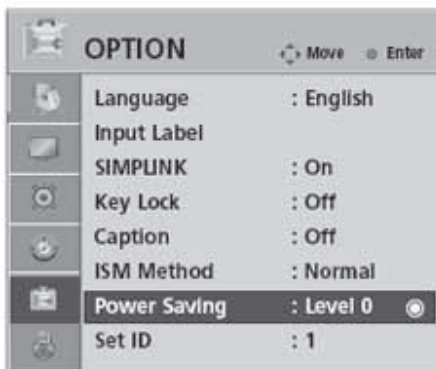 OPTION Move Enter
Language : English
Input Label
SIMPLINK : On
Key Lock : Off
Caption : Off
ISM Method : Normal
Power Saving : Level 0
Set ID : 1